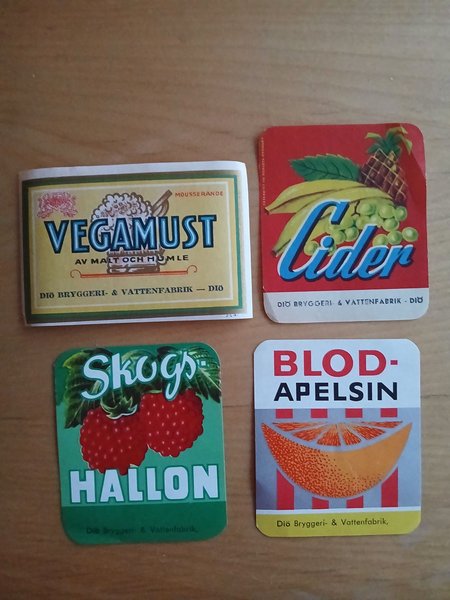 MOUSSERANDE
VEGAMUST
AV MALT OCH HUMLE
DIÖ BRYGGERI- & VATTENFABRIK — DIÖ
Cider
DIÖ BRYGGERI- & VATTENFABRIK - DIÖ
Skogs-
HALLON
Diö Bryggeri- & Vattenfabrik,
BLOD-
APELSIN
Diö Bryggeri- & Vattenfabrik,